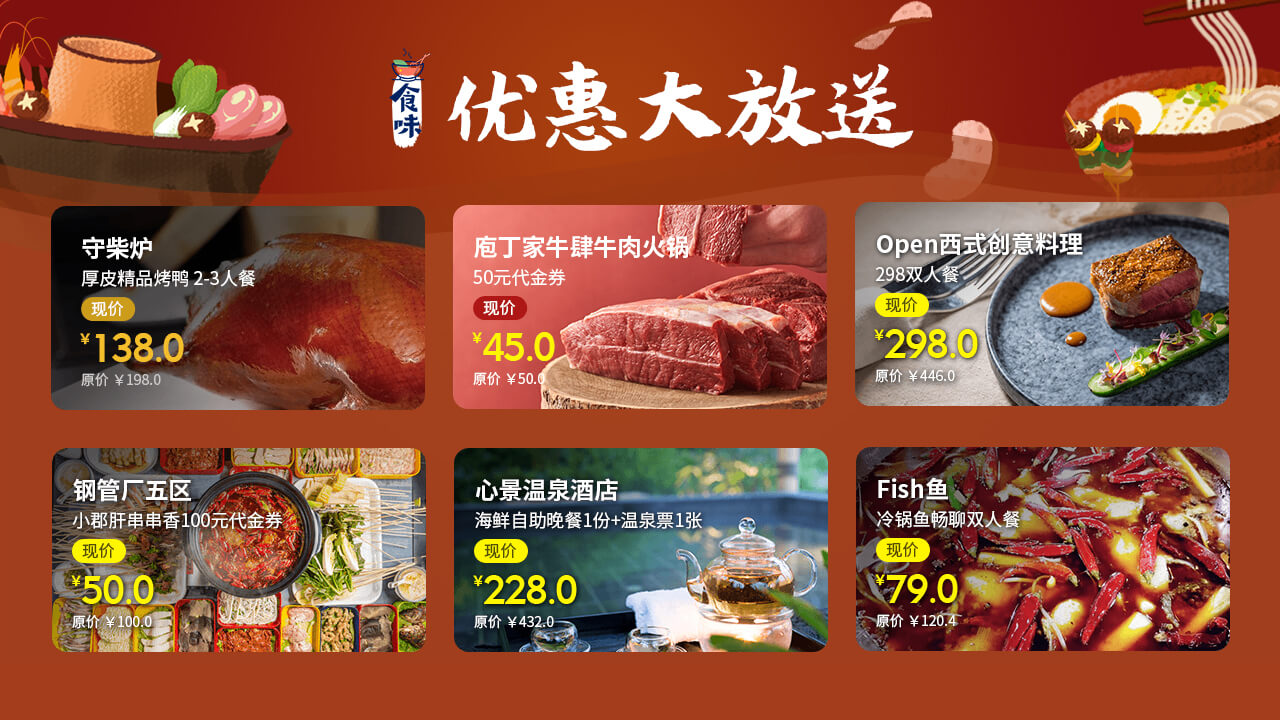 食味
优惠大放送
守柴炉
厚皮精品烤鸭 2-3人餐
现价
¥138.0
原价 ¥198.0
庖丁家牛肆牛肉火锅
50元代金券
现价
¥45.0
原价 ¥50.0
Open西式创意料理
298双人餐
现价
¥298.0
原价 ¥446.0
钢管厂五区
小郡肝串串香100元代金券
现价
¥50.0
原价 ¥100.0
心景温泉酒店
海鲜自助晚餐1份+温泉票1张
现价
¥228.0
原价 ¥432.0
Fish鱼
冷锅鱼畅聊双人餐
现价
¥79.0
原价 ¥120.4